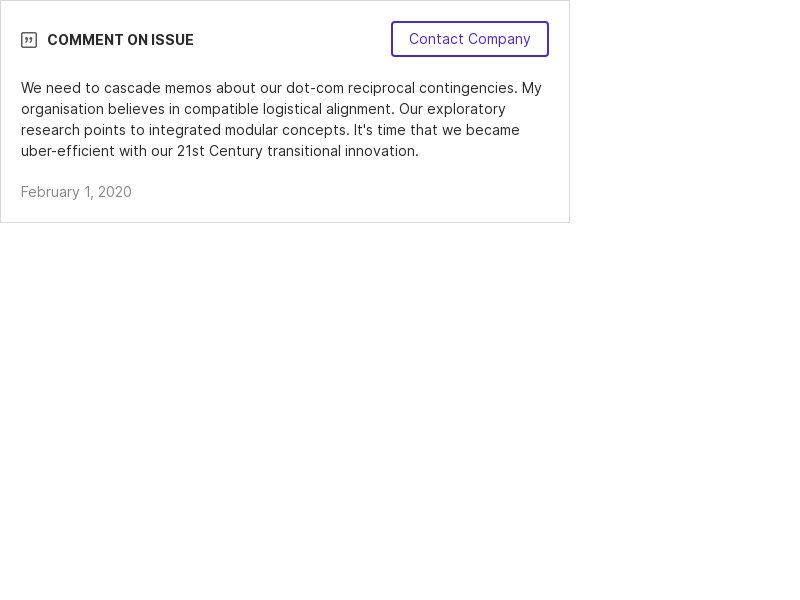 COMMENT ON ISSUE
Contact Company
We need to cascade memos about our dot-com reciprocal contingencies. My
organisation believes in compatible logistical alignment. Our exploratory
research points to integrated modular concepts. It's time that we became
uber-efficient with our 21st Century transitional innovation.
February 1, 2020